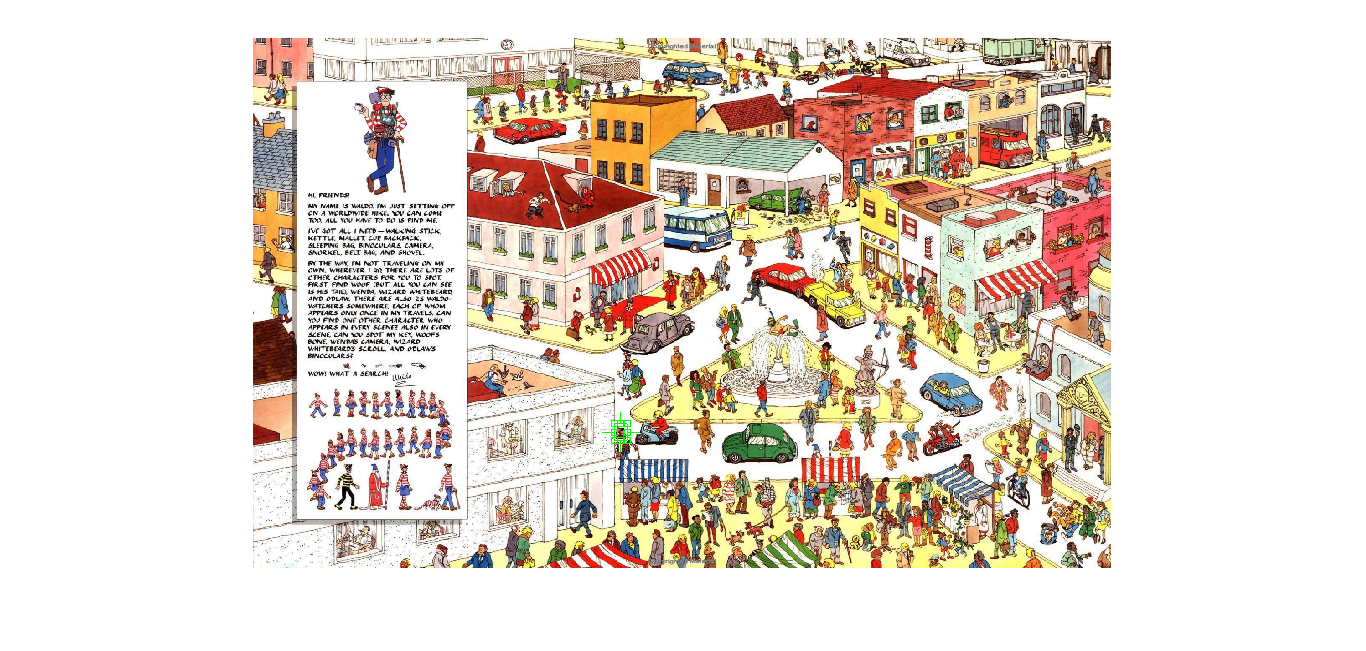 Copyrighted Material
HI, FRIENDS!
MY NAME IS WALDO. I'M JUST SETTING OFF
ON A WORLDWIDE HIKE. YOU CAN COME
TOO. ALL YOU HAVE TO DO IS FIND ME.
I'VE GOT ALL I NEED—WALKING STICK,
KETTLE, MALLET, CUP, BACKPACK,
SLEEPING BAG, BINOCULARS, CAMERA,
SNORKEL, BELT, BAG, AND SHOVEL.
BY THE WAY, I'M NOT TRAVELING ON MY
OWN. WHEREVER I GO, THERE ARE LOTS OF
OTHER CHARACTERS FOR YOU TO SPOT.
FIRST FIND WOOF (BUT ALL YOU CAN SEE
IS HIS TAIL), WENDA, WIZARD WHITEBEARD,
AND ODLAW. THERE ARE ALSO 25 WALDO-
WATCHERS SOMEWHERE, EACH OF WHOM
APPEARS ONLY ONCE IN MY TRAVELS. CAN
YOU FIND ONE OTHER CHARACTER WHO
APPEARS IN EVERY SCENE? ALSO IN EVERY
SCENE, CAN YOU SPOT MY KEY, WOOF'S
BONE, WENDA'S CAMERA, WIZARD
WHITEBEARD'S SCROLL, AND ODLAW'S
BINOCULARS?
WOW! WHAT A SEARCH!
Waldo
Copyrighted Material